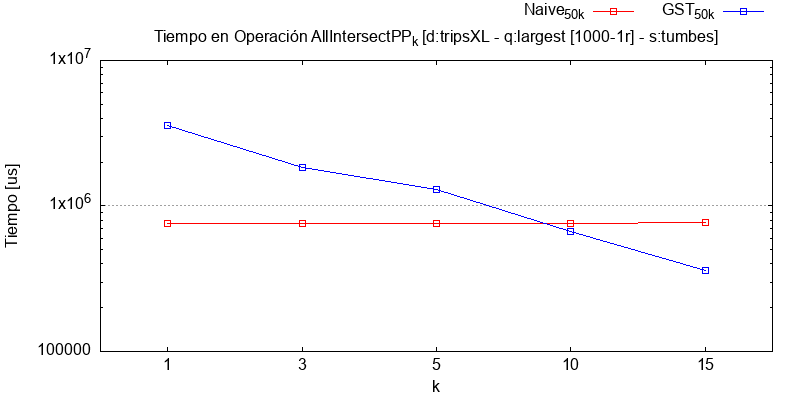 Naive50k GST50k
Tiempo en Operación AllIntersectPPk [d:tripsXL - q:largest [1000-1r] - s:tumbes]
1x10^7
1x10^6
100000
Tiempo [us]
1 3 5 10 15
k